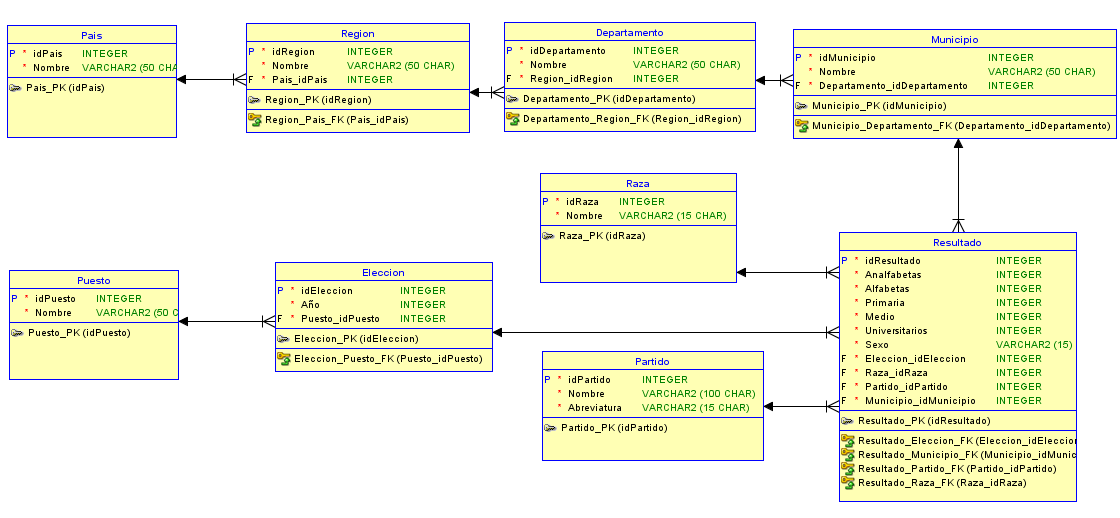 Pais
P * idPais INTEGER
* Nombre VARCHAR2 (50 CHA
Pais_PK (idPais)
Region
P * idRegion INTEGER
* Nombre VARCHAR2 (50 CHAR)
F * Pais_idPais INTEGER
Region_PK (idRegion)
Region_Pais_FK (Pais_idPais)
Departamento
P * idDepartamento INTEGER
* Nombre VARCHAR2 (50 CHAR)
F * Region_idRegion INTEGER
Departamento_PK (idDepartamento)
Departamento_Region_FK (Region_idRegion)
Municipio
P * idMunicipio INTEGER
* Nombre VARCHAR2 (50 CHAR)
F * Departamento_idDepartamento INTEGER
Municipio_PK (idMunicipio)
Municipio_Departamento_FK (Departamento_idDepartamento)
Raza
P * idRaza INTEGER
* Nombre VARCHAR2 (15 CHAR)
Raza_PK (idRaza)
Puesto
P * idPuesto INTEGER
* Nombre VARCHAR2 (50 C
Puesto_PK (idPuesto)
Eleccion
P * idEleccion INTEGER
* Año INTEGER
F * Puesto_idPuesto INTEGER
Eleccion_PK (idEleccion)
Eleccion_Puesto_FK (Puesto_idPuesto)
Partido
P * idPartido INTEGER
* Nombre VARCHAR2 (100 CHAR)
* Abreviatura VARCHAR2 (15 CHAR)
Partido_PK (idPartido)
Resultado
P * idResultado INTEGER
* Analfabetas INTEGER
* Alfabetas INTEGER
* Primaria INTEGER
* Medio INTEGER
* Universitarios INTEGER
* Sexo VARCHAR2 (15)
F * Eleccion_idEleccion INTEGER
F * Raza_idRaza INTEGER
F * Partido_idPartido INTEGER
F * Municipio_idMunicipio INTEGER
Resultado_PK (idResultado)
Resultado_Eleccion_FK (Eleccion_idEleccion
Resultado_Municipio_FK (Municipio_idMunic
Resultado_Partido_FK (Partido_idPartido)
Resultado_Raza_FK (Raza_idRaza)